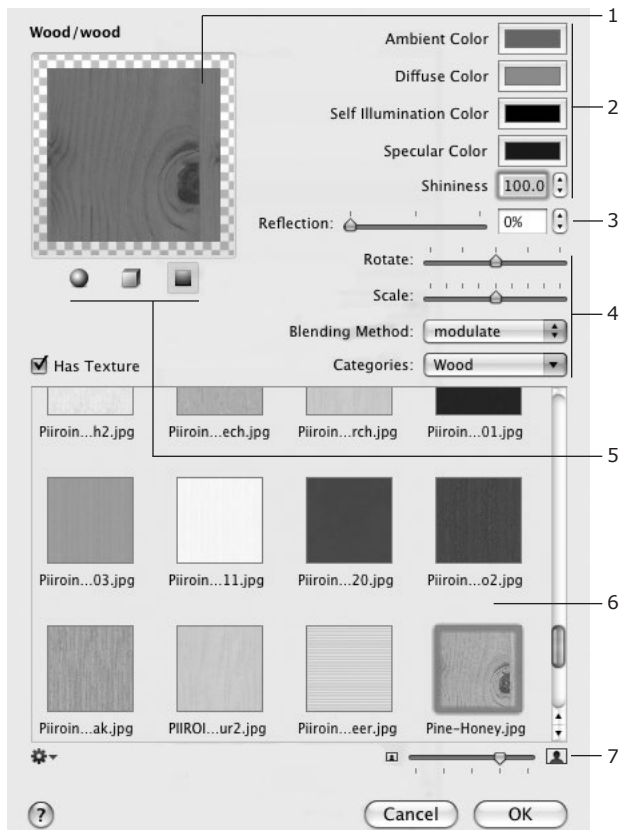 Wood/wood
1
Ambient Color
Diffuse Color
2
Self Illumination Color
Specular Color
Shininess 100.0
Reflection: 0% 3
Rotate:
Scale:
4
Blending Method: modulate
Has Texture
Categories: Wood
Piiroin...h2.jpg Piiroin...ech.jpg Piiroin...rch.jpg Piiroin...01.jpg
5
Piiroin...03.jpg Piiroin...11.jpg Piiroin...20.jpg Piiroin...o2.jpg
6
Piiroin...ak.jpg PIIROI...ur2.jpg Piiroin...eer.jpg Pine-Honey.jpg
7
? Cancel OK